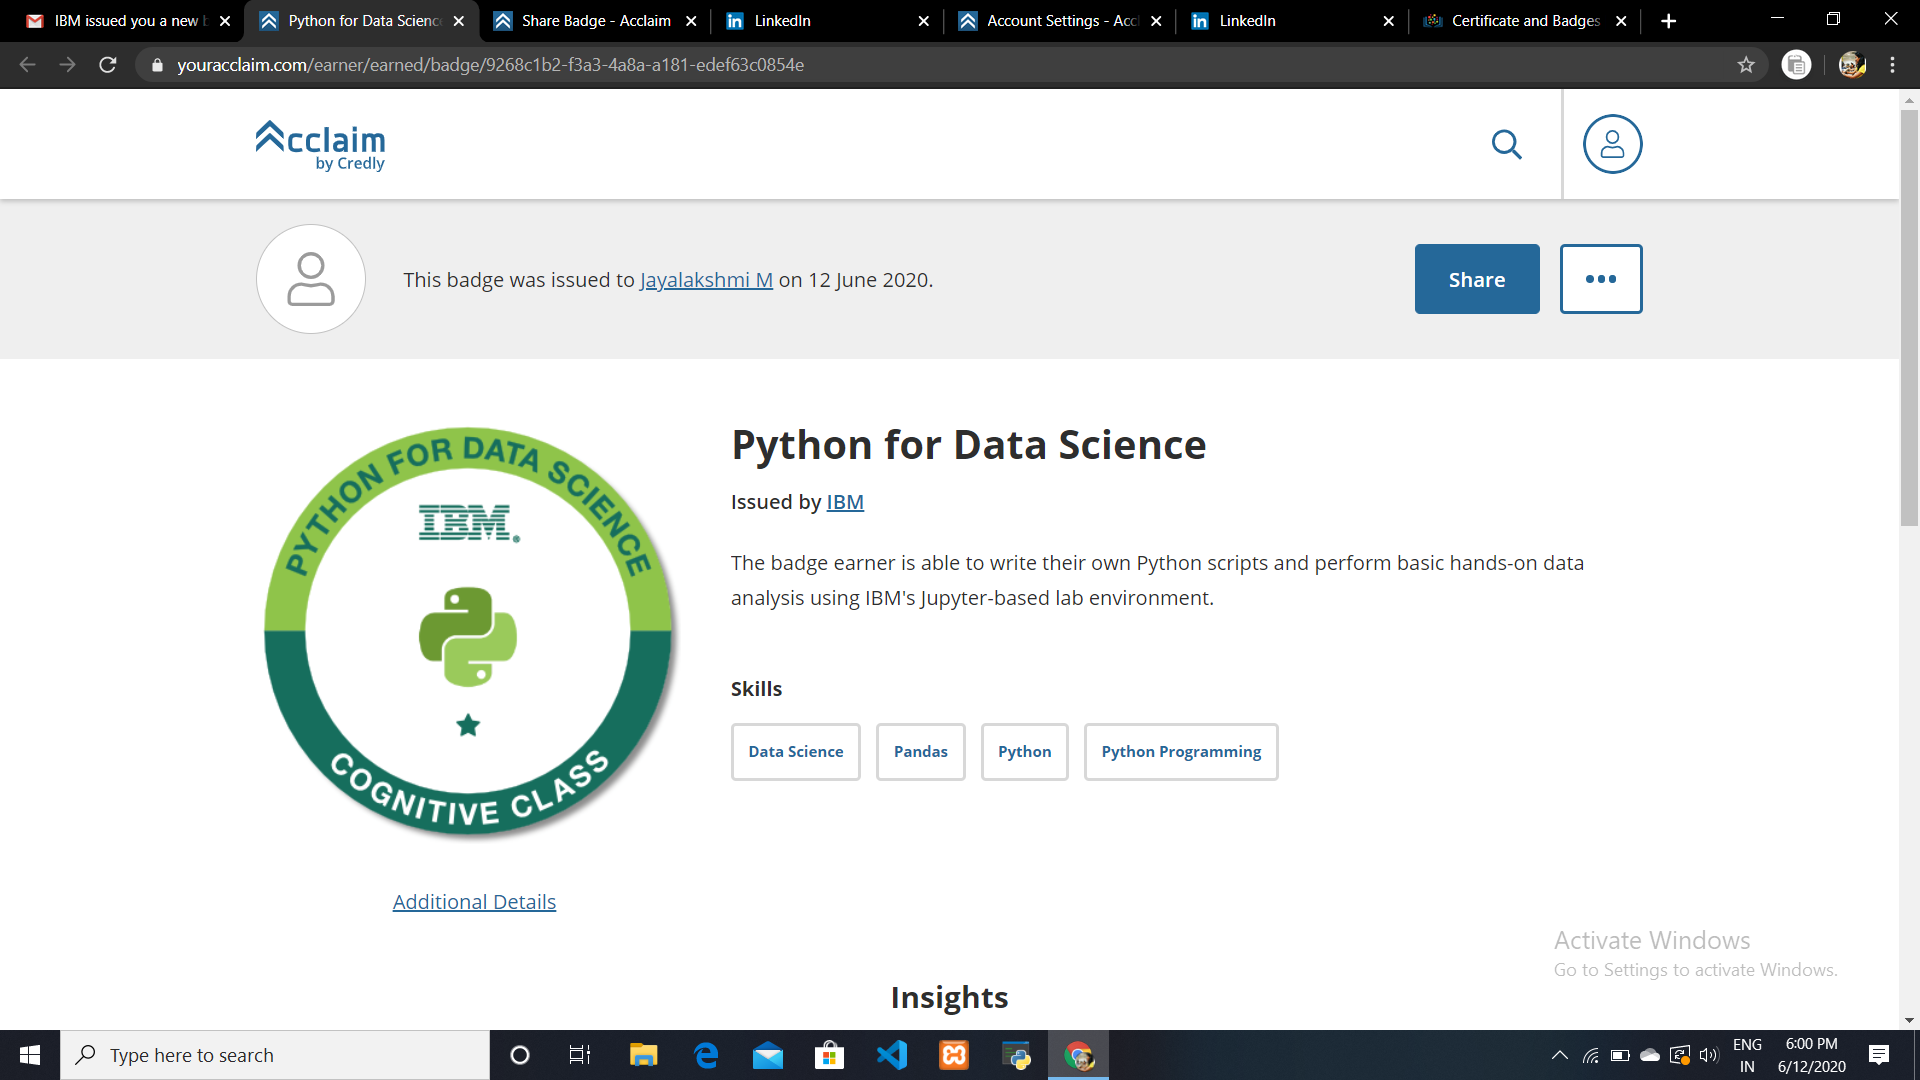 IBM issued you a new b
Python for Data Science
Share Badge - Acclaim
LinkedIn
Account Settings - Accl
LinkedIn
Certificate and Badges
youracclaim.com/earner/earned/badge/9268c1b2-f3a3-4a8a-a181-edef63c0854e
cclaim
by Credly
This badge was issued to Jayalakshmi M on 12 June 2020.
Share
PYTHON FOR DATA SCIENCE
IBM®
COGNITIVE CLASS
Additional Details
Python for Data Science
Issued by IBM
The badge earner is able to write their own Python scripts and perform basic hands-on data
analysis using IBM's Jupyter-based lab environment.
Skills
Data Science
Pandas
Python
Python Programming
Activate Windows
Go to Settings to activate Windows.
Insights
Type here to search
ENG
IN
6:00 PM
6/12/2020